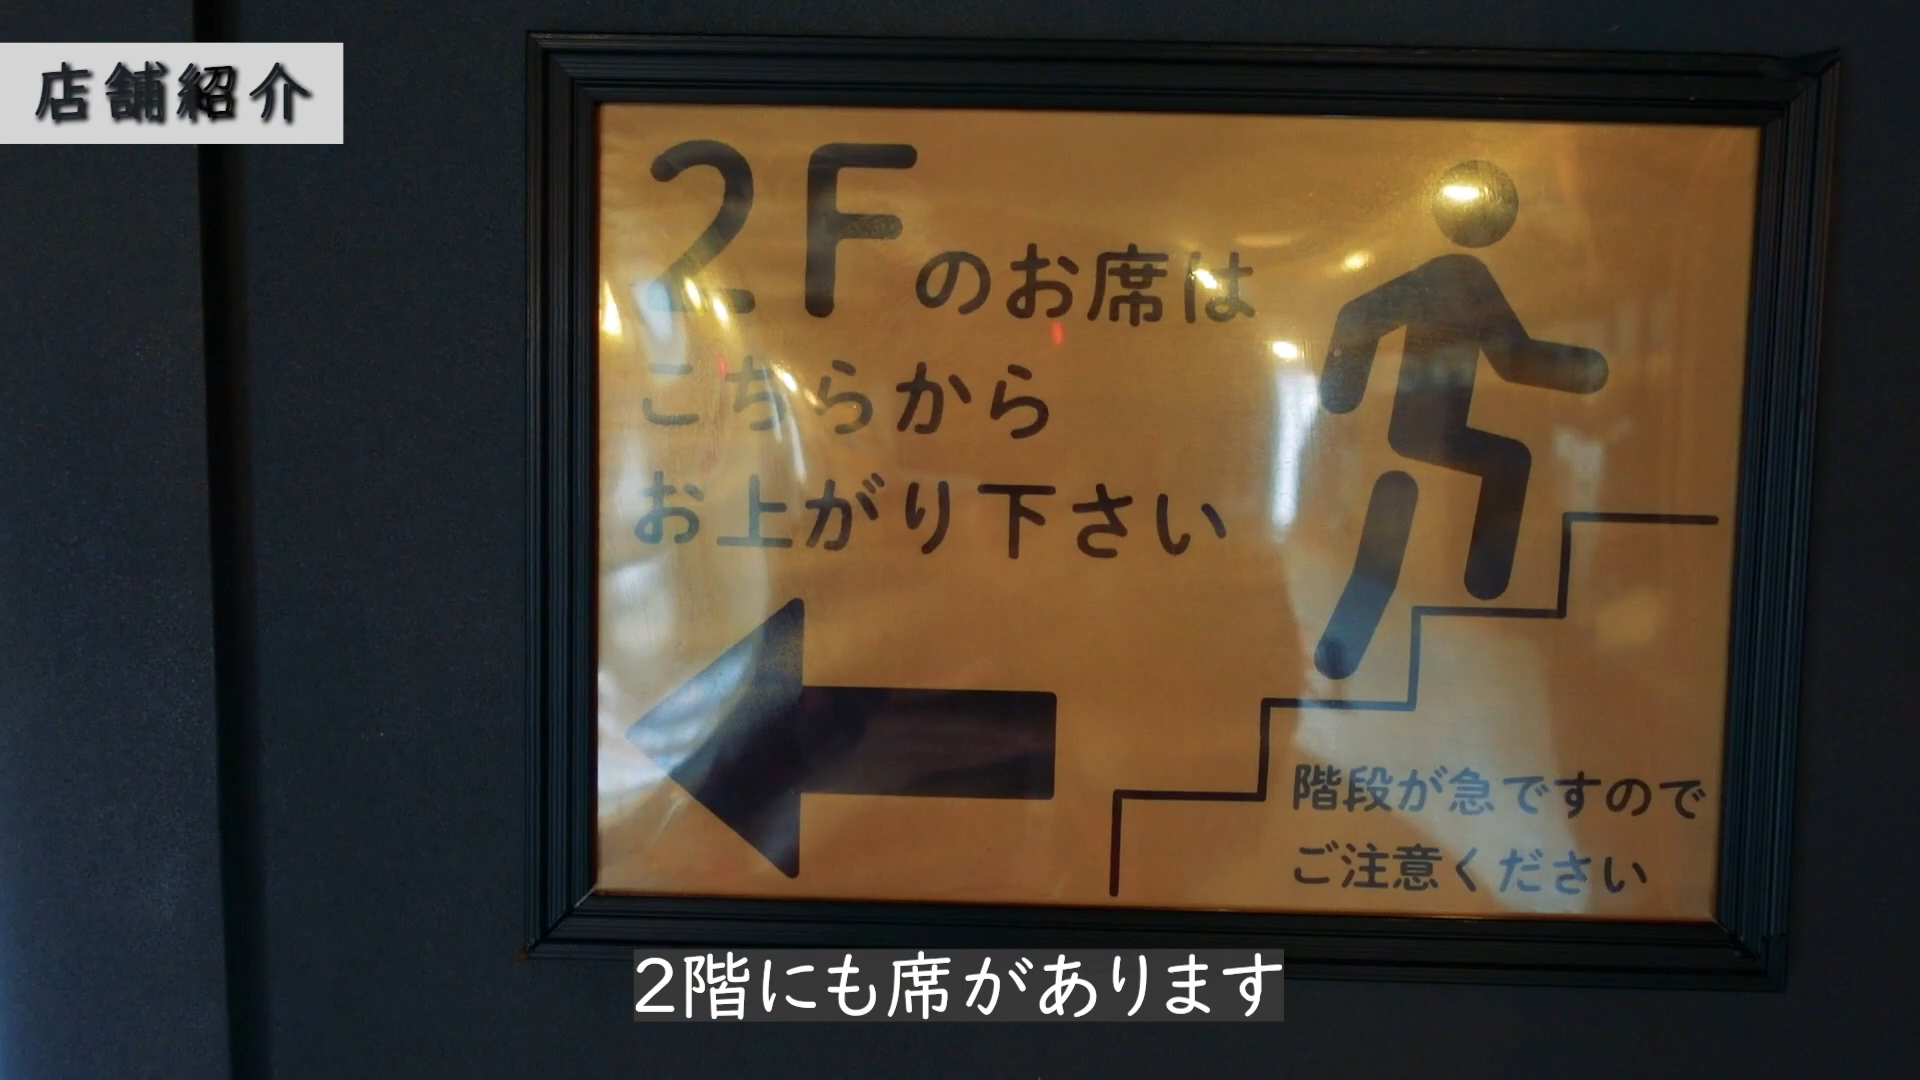 店舗紹介
2Fのお席は
こちらから
お上がり下さい
階段が急ですので
ご注意ください
2階にも席があります